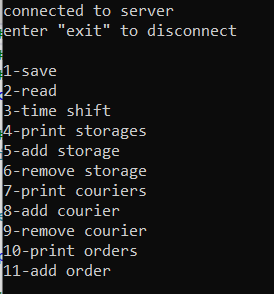 connected to server
enter "exit" to disconnect
1-save
2-read
3-time shift
4-print storages
5-add storage
6-remove storage
7-print couriers
8-add courier
9-remove courier
10-print orders
11-add order